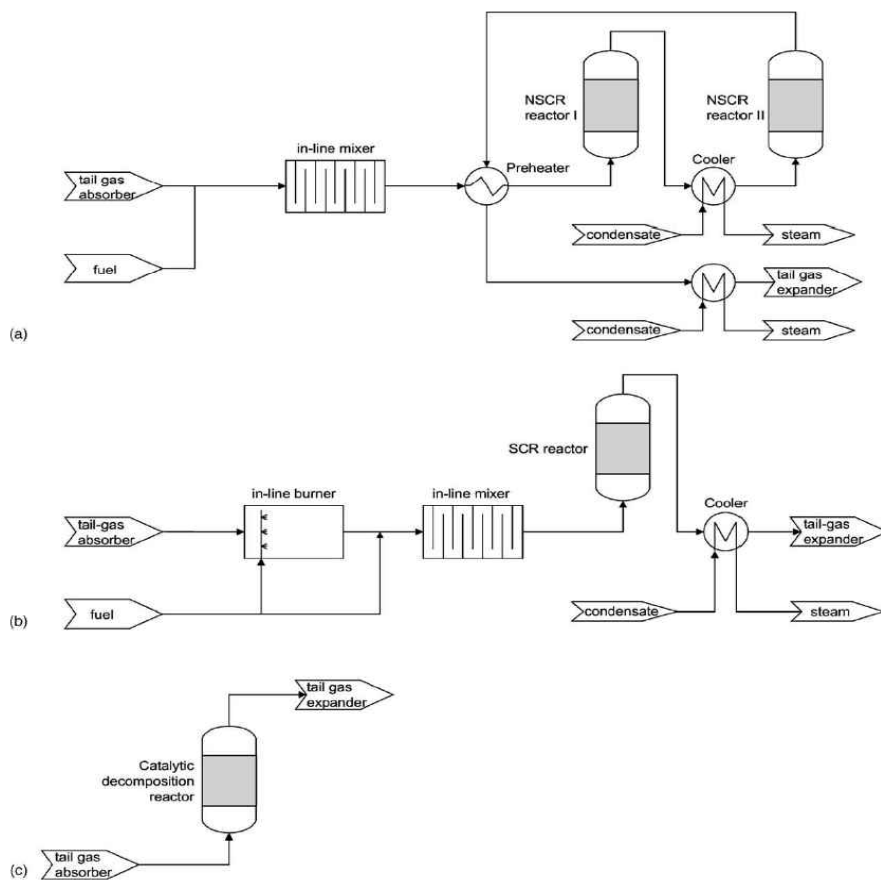 NSCR
reactor I
NSCR
reactor II
in-line mixer
Preheater
Cooler
tail gas
absorber
fuel
condensate
steam
tail gas
expander
condensate
steam
(a)
SCR reactor
in-line burner
in-line mixer
Cooler
tail-gas
absorber
tail-gas
expander
fuel
condensate
steam
(b)
tail gas
expander
Catalytic
decomposition
reactor
tail gas
absorber
(c)